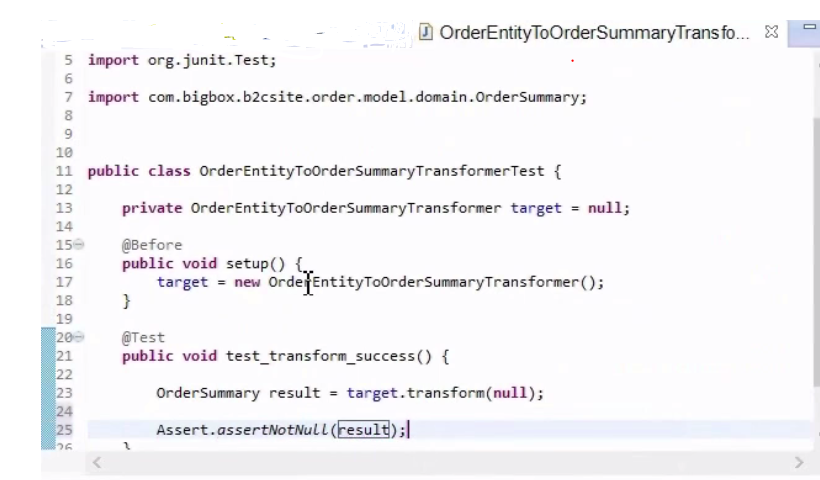 OrderEntityToOrderSummaryTransfo...
5 import org.junit.Test;
6
7 import com.bigbox.b2csite.order.model.domain.OrderSummary;
8
9
10
11 public class OrderEntityToOrderSummaryTransformerTest {
12
13 private OrderEntityToOrderSummaryTransformer target = null;
14
15 @Before
16 public void setup() {
17 target = new OrderEntityToOrderSummaryTransformer();
18 }
19
20 @Test
21 public void test_transform_success() {
22
23 OrderSummary result = target.transform(null);
24
25 Assert.assertNotNull(result);
26 }